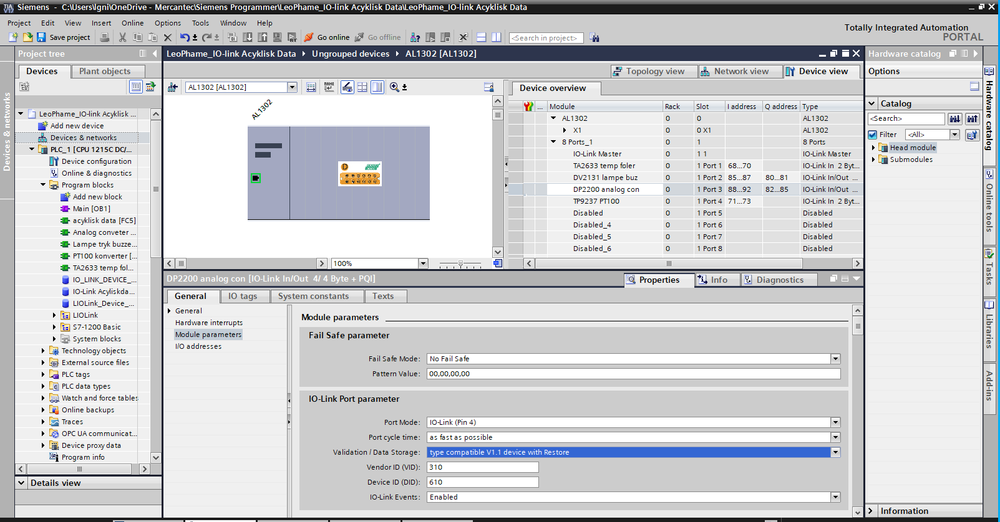 Siemens - C:\Users\Igni\OneDrive - Mercantec\Siemens Programmer\LeoPhame_IO-link Acyklisk Data\LeoPhame_IO-link Acyklisk Data
Project Edit View Insert Online Options Tools Window Help
Save project
Go online
Go offline
<Search in project>
Totally Integrated Automation
PORTAL
Devices & networks
Project tree
Devices
Plant objects
LeoPhame_IO-link Acyklisk ...
Add new device
Devices & networks
PLC_1 [CPU 1215C DC/...
Device configuration
Online & diagnostics
Program blocks
Add new block
Main [OB1]
acyklisk data [FC5]
Analog conveter ...
Lampe tryk buzze...
PT100 konverter [...
TA2633 temp fol...
IO_LINK_DEVICE_...
IO-Link Acyliskda...
LIOLink_Device_...
LIOLink
S7-1200 Basic
System blocks
Technology objects
External source files
PLC tags
PLC data types
Watch and force tables
Online backups
Traces
OPC UA communicat...
Device proxy data
Program info
Details view
LeoPhame_IO-link Acyklisk Data
Ungrouped devices
AL1302 [AL1302]
Topology view
Network view
Device view
AL1302 [AL1302]
AL1302
D
100%
Device overview
... Module Rack Slot I address Q address Type
AL1302 0 0 AL1302
X1 0 0 X1 AL1302
8 Ports_1 0 1 8 Ports
IO-Link Master 0 1 1 IO-Link Master
TA2633 temp foler 0 1 Port 1 68...70 IO-Link In 2 Byt...
DV2131 lampe buz 0 1 Port 2 85...87 80...81 IO-Link In/Out ...
DP2200 analog con 0 1 Port 3 88...92 82...85 IO-Link In/Out ...
TP9237 PT100 0 1 Port 4 71...73 IO-Link In 2 Byt...
Disabled 0 1 Port 5 Disabled
Disabled_4 0 1 Port 6 Disabled
Disabled_5 0 1 Port 7 Disabled
Disabled_6 0 1 Port 8 Disabled
DP2200 analog con [IO-Link In/Out 4/ 4 Byte + PQI]
Properties
Info
Diagnostics
General
IO tags
System constants
Texts
General
Hardware interrupts
Module parameters
I/O addresses
Module parameters
Fail Safe parameter
Fail Safe Mode: No Fail Safe
Pattern Value: 00,00,00,00
IO-Link Port parameter
Port Mode: IO-Link (Pin 4)
Port cycle time: as fast as possible
Validation / Data Storage: type compatible V1.1 device with Restore
Vendor ID (VID): 310
Device ID (DID): 610
IO-Link Events: Enabled
Hardware catalog
Options
Catalog
<Search>
Filter
<All>
Head module
Submodules
Information
Hardware catalog
Online tools
Tasks
Libraries
Add-ins